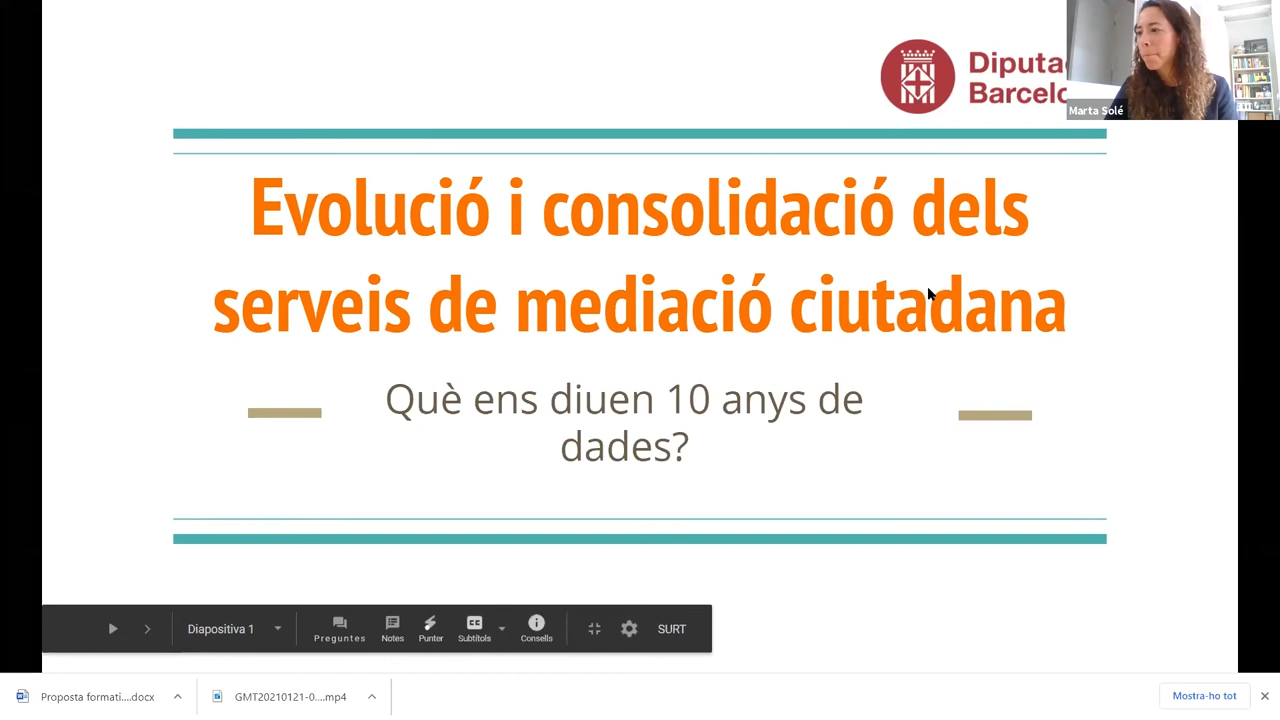 Diputa
Barcelo
Marta Solé
Evolució i consolidació dels
serveis de mediació ciutadana
Què ens diuen 10 anys de
dades?
Diapositiva 1
Preguntes
Notes
Punter
Subtítols
Consells
SURT
Proposta formati....docx
GMT20210121-0....mp4
Mostra-ho tot